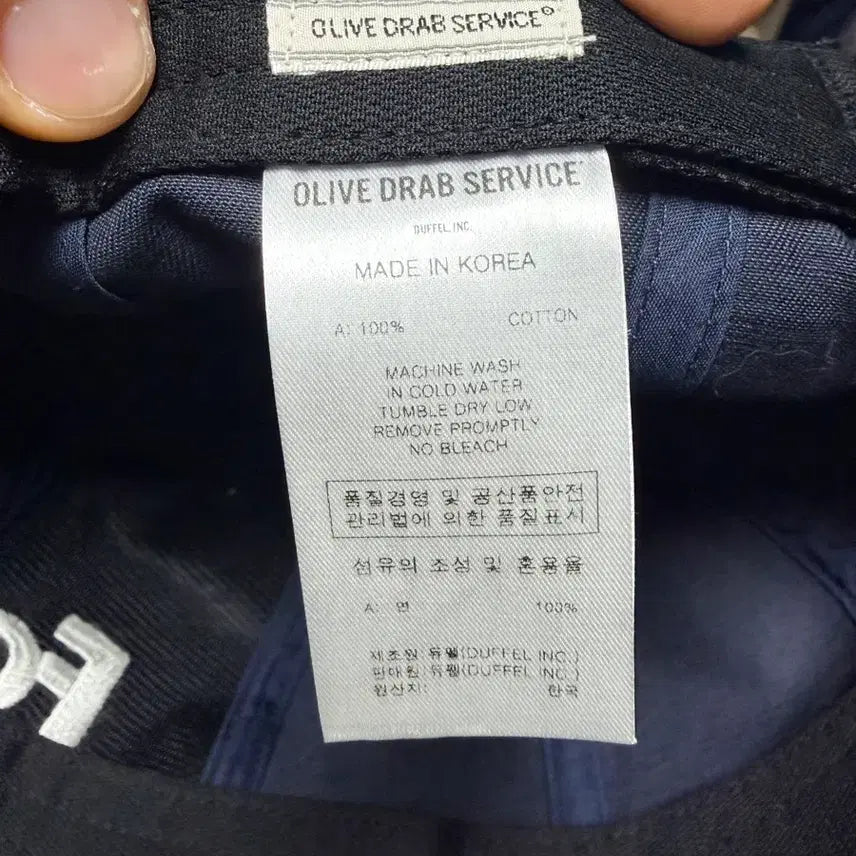 OLIVE DRAB SERVICE®
OLIVE DRAB SERVICE
DUFFEL, INC.
MADE IN KOREA
A: 100% COTTON
MACHINE WASH
IN COLD WATER
TUMBLE DRY LOW
REMOVE PROMPTLY
NO BLEACH
품질경영 및 공산품안전
관리법에 의한 품질표시
섬유의 조성 및 혼용율
A: 면 100%
제조원: 듀펠(DUFFEL INC.)
판매원: 듀펠(DUFFEL INC.)
원산지: 한국